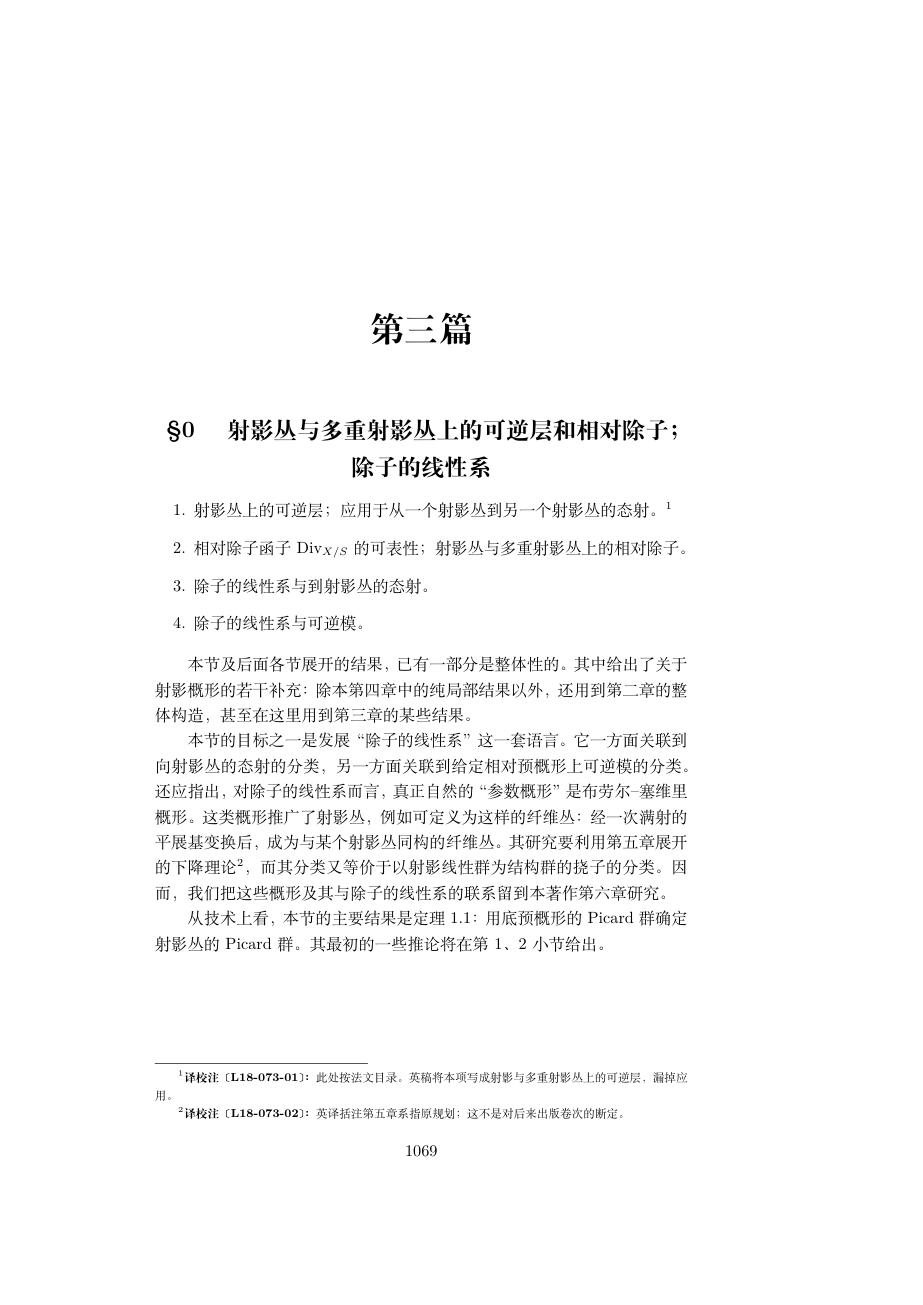 第三篇
§0 射影丛与多重射影丛上的可逆层和相对除子；
除子的线性系
1. 射影丛上的可逆层；应用于从一个射影丛到另一个射影丛的态射。1
2. 相对除子函子 Div_{X/S} 的可表性；射影丛与多重射影丛上的相对除子。
3. 除子的线性系与到射影丛的态射。
4. 除子的线性系与可逆模。
本节及后面各节展开的结果，已有一部分是整体性的。其中给出了关于
射影概形的若干补充：除本第四章中的纯局部结果以外，还用到第二章的整
体构造，甚至在这里用到第三章的某些结果。
本节的目标之一是发展 “除子的线性系” 这一套语言。它一方面关联到
向射影丛的态射的分类，另一方面关联到给定相对预概形上可逆模的分类。
还应指出，对除子的线性系而言，真正自然的 “参数概形” 是布劳尔–塞维里
概形。这类概形推广了射影丛，例如可定义为这样的纤维丛：经一次满射的
平展基变换后，成为与某个射影丛同构的纤维丛。其研究要利用第五章展开
的下降理论2，而其分类又等价于以射影线性群为结构群的挠子的分类。因
而，我们把这些概形及其与除子的线性系的联系留到本著作第六章研究。
从技术上看，本节的主要结果是定理 1.1：用底预概形的 Picard 群确定
射影丛的 Picard 群。其最初的一些推论将在第 1、2 小节给出。
1译校注〔L18-073-01〕：此处按法文目录。英稿将本项写成射影与多重射影丛上的可逆层，漏掉应
用。
2译校注〔L18-073-02〕：英译括注第五章系指原规划；这不是对后来出版卷次的断定。
1069